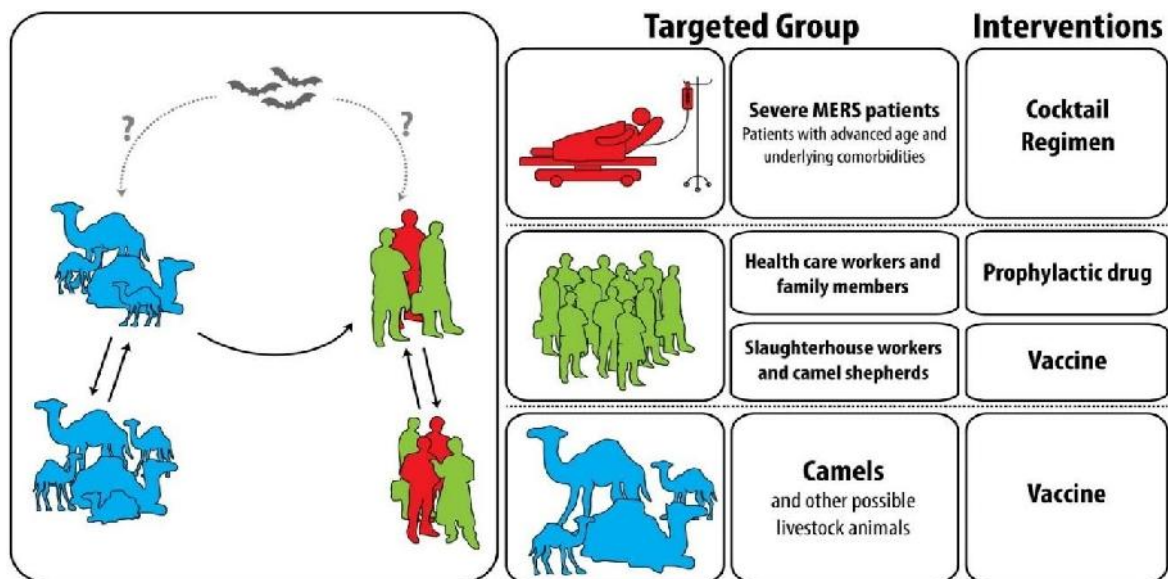 ?
?
Targeted Group
Interventions
Severe MERS patients
Patients with advanced age and
underlying comorbidities
Cocktail
Regimen
Health care workers and
family members
Prophylactic drug
Slaughterhouse workers
and camel shepherds
Vaccine
Camels
and other possible
livestock animals
Vaccine